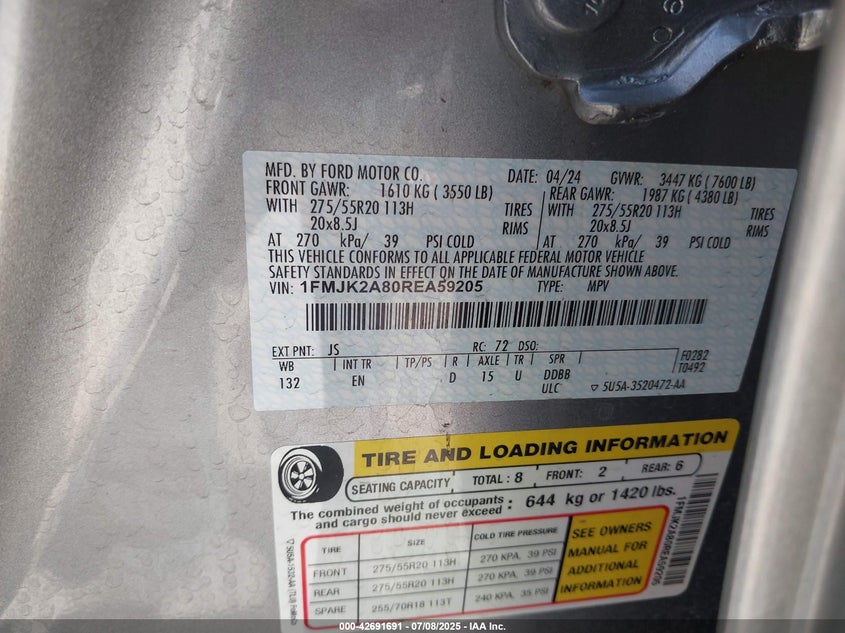 MFD. BY FORD MOTOR CO. DATE: 04/24 GVWR: 3447 KG ( 7600 LB)
FRONT GAWR: 1610 KG ( 3550 LB) REAR GAWR: 1987 KG ( 4380 LB)
WITH 275/55R20 113H TIRES WITH 275/55R20 113H TIRES
20x8.5J RIMS 20x8.5J RIMS
AT 270 kPa/ 39 PSI COLD AT 270 kPa/ 39 PSI COLD
THIS VEHICLE CONFORMS TO ALL APPLICABLE FEDERAL MOTOR VEHICLE
SAFETY STANDARDS IN EFFECT ON THE DATE OF MANUFACTURE SHOWN ABOVE.
VIN: 1FMJK2A80REA59205 TYPE: MPV
EXT PNT: JS RC: 72 DSO:
WB INT TR TP/PS R AXLE TR SPR F0282
132 EN D 15 U DDBB T0492
ULC ▽ 5U5A-3520472-AA
TIRE AND LOADING INFORMATION
SEATING CAPACITY TOTAL : 8 FRONT: 2 REAR: 6
The combined weight of occupants
and cargo should never exceed : 644 kg or 1420 lbs.
TIRE SIZE COLD TIRE PRESSURE
FRONT 275/55R20 113H 270 KPA, 39 PSI
REAR 275/55R20 113H 270 KPA, 39 PSI
SPARE 255/70R18 113T 240 KPA, 35 PSI
SEE OWNERS
MANUAL FOR
ADDITIONAL
INFORMATION
1FMJK2A80REA59205
000-42691691 - 07/08/2025 - IAA Inc.